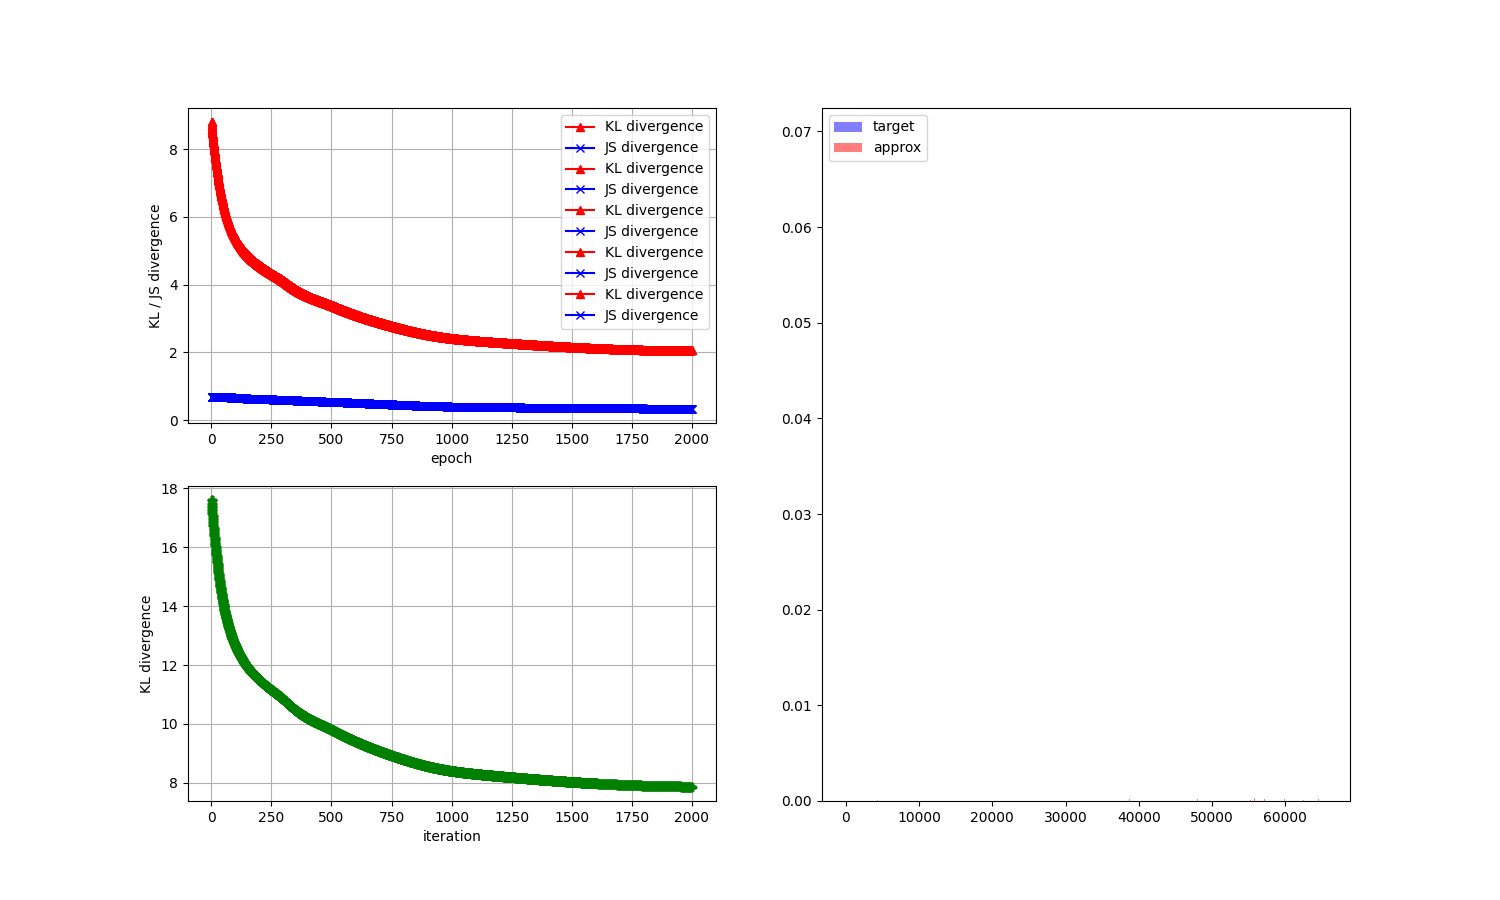 8
6
4
2
0
KL / JS divergence
KL divergence
JS divergence
KL divergence
JS divergence
KL divergence
JS divergence
KL divergence
JS divergence
KL divergence
JS divergence
0 250 500 750 1000 1250 1500 1750 2000
epoch
18
16
14
12
10
8
KL divergence
0 250 500 750 1000 1250 1500 1750 2000
iteration
target
approx
0.07
0.06
0.05
0.04
0.03
0.02
0.01
0.00
0 10000 20000 30000 40000 50000 60000